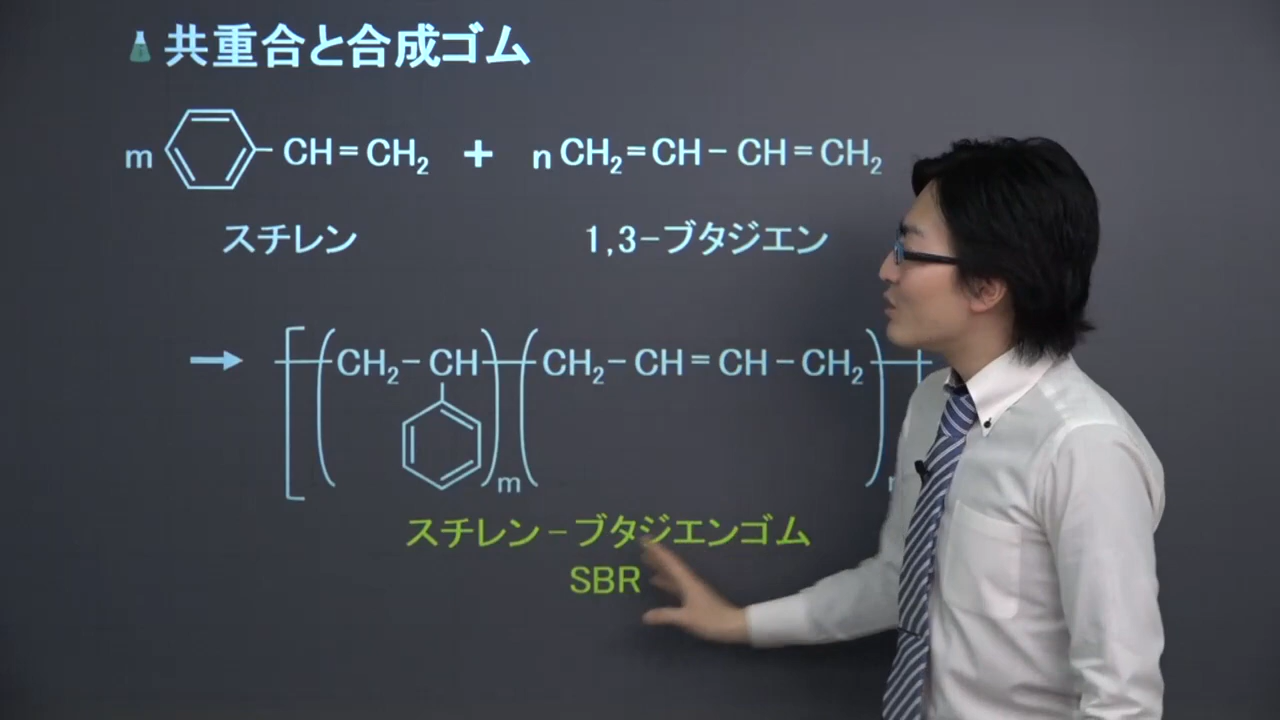 共重合と合成ゴム
m CH=CH₂ + nCH₂=CH-CH=CH₂
スチレン 1,3-ブタジエン
→ [(CH₂-CH)m(CH₂-CH=CH-CH₂)
スチレン-ブタジエンゴム
SBR